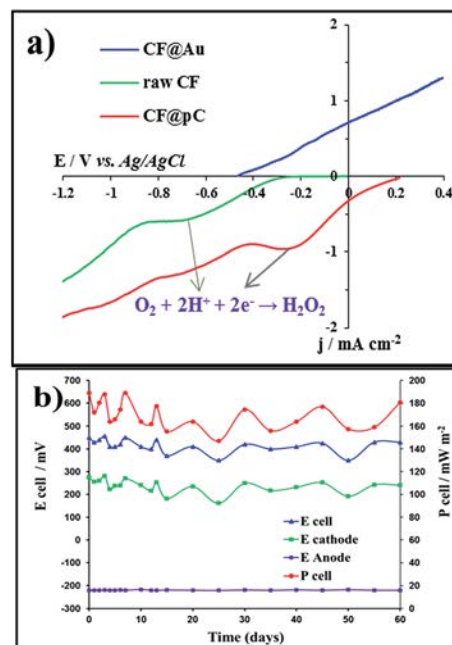 a)
CF@Au
raw CF
CF@pC
E / V vs. Ag/AgCl
2
1
0
-1
-2
-1.2 -1 -0.8 -0.6 -0.4 -0.2 0 0.2 0.4
O₂ + 2H⁺ + 2e⁻ → H₂O₂
j / mA cm⁻²
b)
E cell / mV
700
600
500
400
300
200
100
0
-100
-200
-300
P cell / mW m⁻²
200
180
160
140
120
100
80
60
40
20
0
E cell
E cathode
E Anode
P cell
0 10 20 30 40 50 60
Time (days)